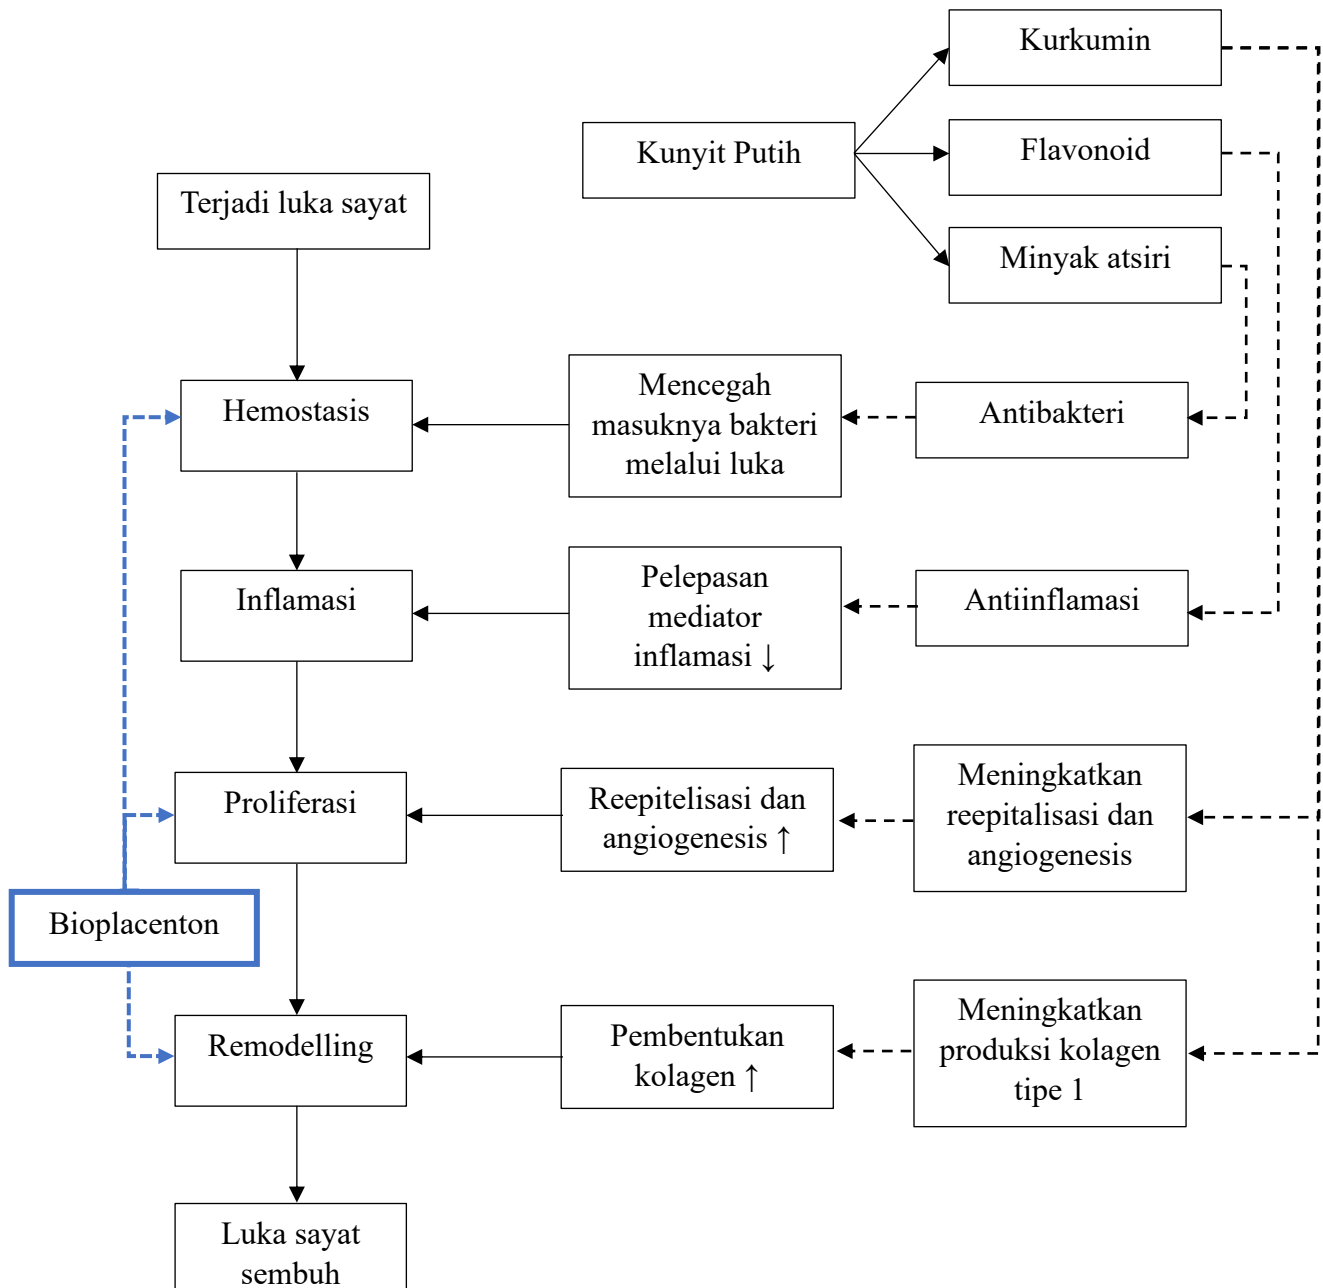 Kurkumin
Kunyit Putih
Flavonoid
Terjadi luka sayat
Minyak atsiri
Hemostasis
Mencegah
masuknya bakteri
melalui luka
Antibakteri
Inflamasi
Pelepasan
mediator
inflamasi ↓
Antiinflamasi
Proliferasi
Reepitelisasi dan
angiogenesis ↑
Meningkatkan
reepitalisasi dan
angiogenesis
Bioplacenton
Remodelling
Pembentukan
kolagen ↑
Meningkatkan
produksi kolagen
tipe 1
Luka sayat
sembuh